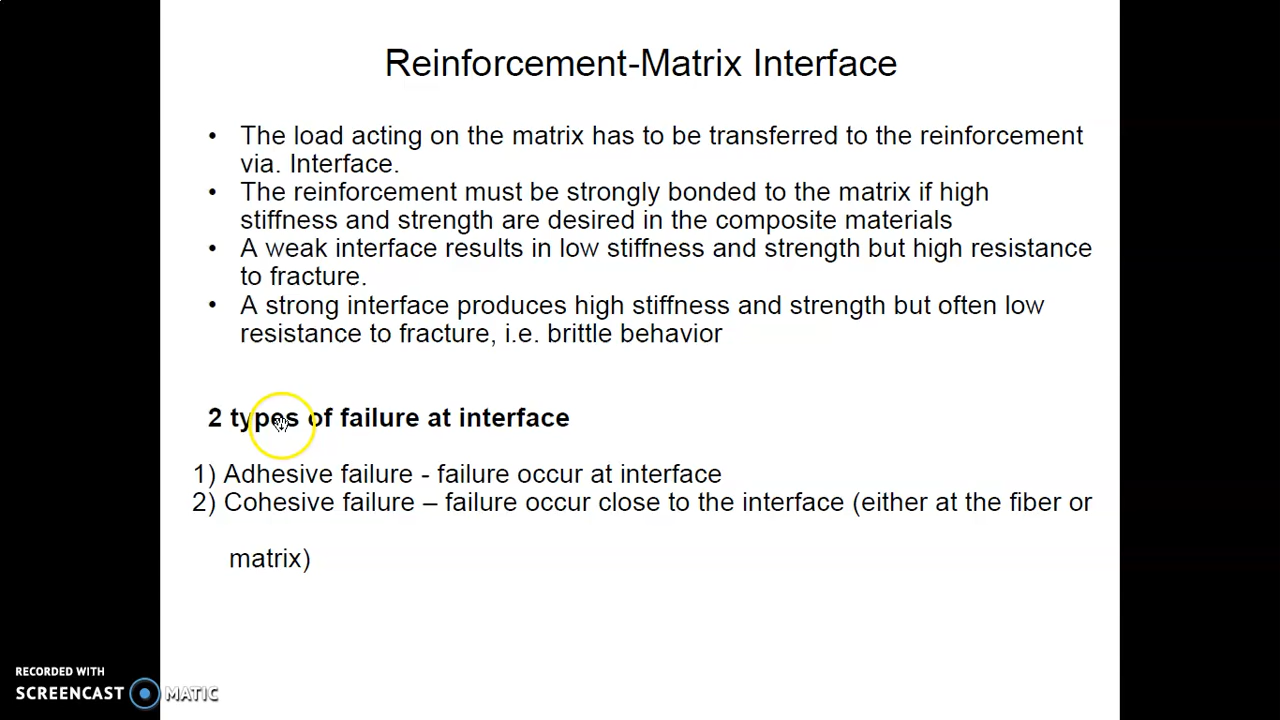 Reinforcement-Matrix Interface
• The load acting on the matrix has to be transferred to the reinforcement
via. Interface.
• The reinforcement must be strongly bonded to the matrix if high
stiffness and strength are desired in the composite materials
• A weak interface results in low stiffness and strength but high resistance
to fracture.
• A strong interface produces high stiffness and strength but often low
resistance to fracture, i.e. brittle behavior
2 types of failure at interface
1) Adhesive failure - failure occur at interface
2) Cohesive failure – failure occur close to the interface (either at the fiber or
matrix)
RECORDED WITH
SCREENCAST MATIC